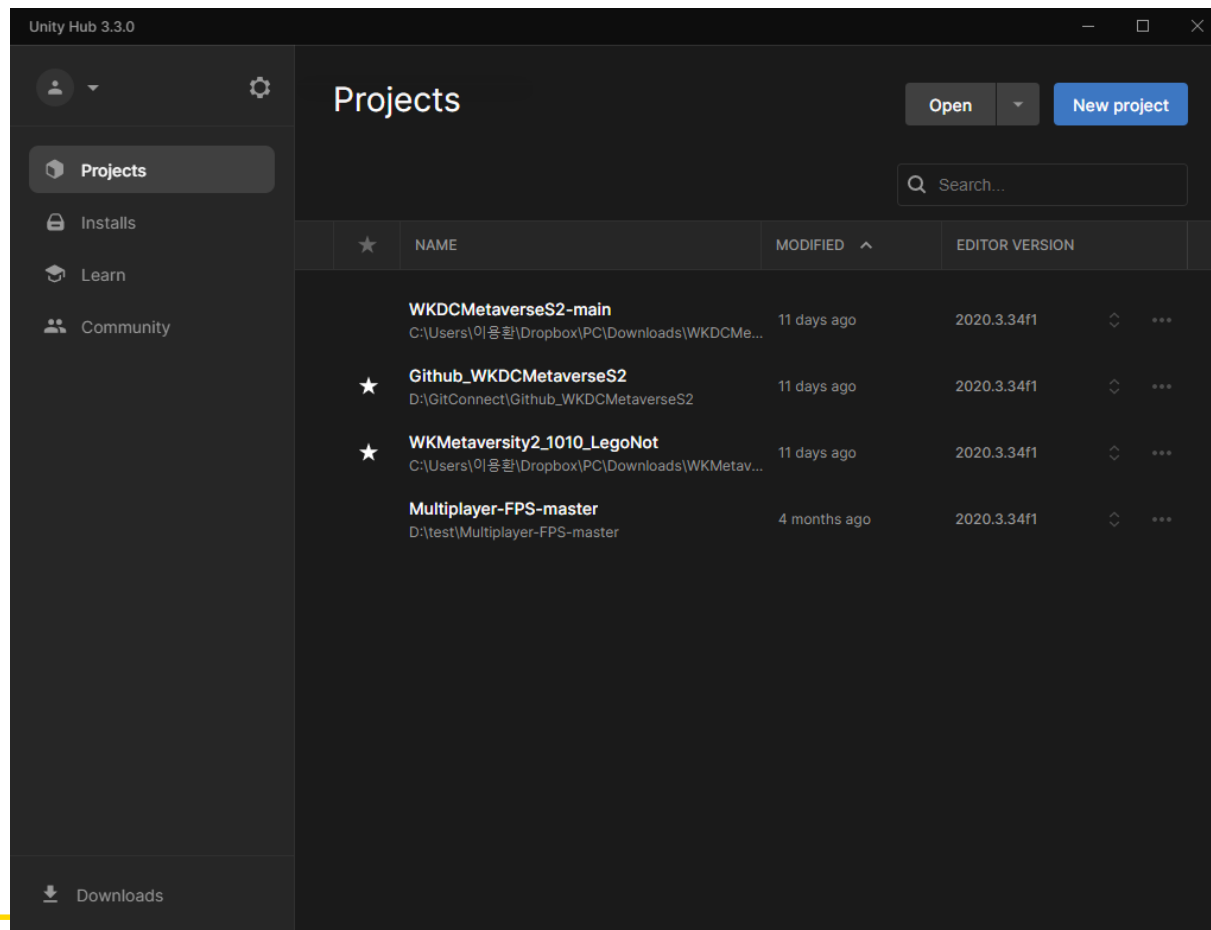 Unity Hub 3.3.0
Projects
Open
New project
Projects
Search...
Installs
NAME
MODIFIED
EDITOR VERSION
Learn
Community
WKDCMetaverseS2-main
11 days ago
2020.3.34f1
C:\Users\이용환\Dropbox\PC\Downloads\WKDCMe...
Github_WKDCMetaverseS2
11 days ago
2020.3.34f1
D:\GitConnect\Github_WKDCMetaverseS2
WKMetaversity2_1010_LegoNot
11 days ago
2020.3.34f1
C:\Users\이용환\Dropbox\PC\Downloads\WKMetav...
Multiplayer-FPS-master
4 months ago
2020.3.34f1
D:\test\Multiplayer-FPS-master
Downloads